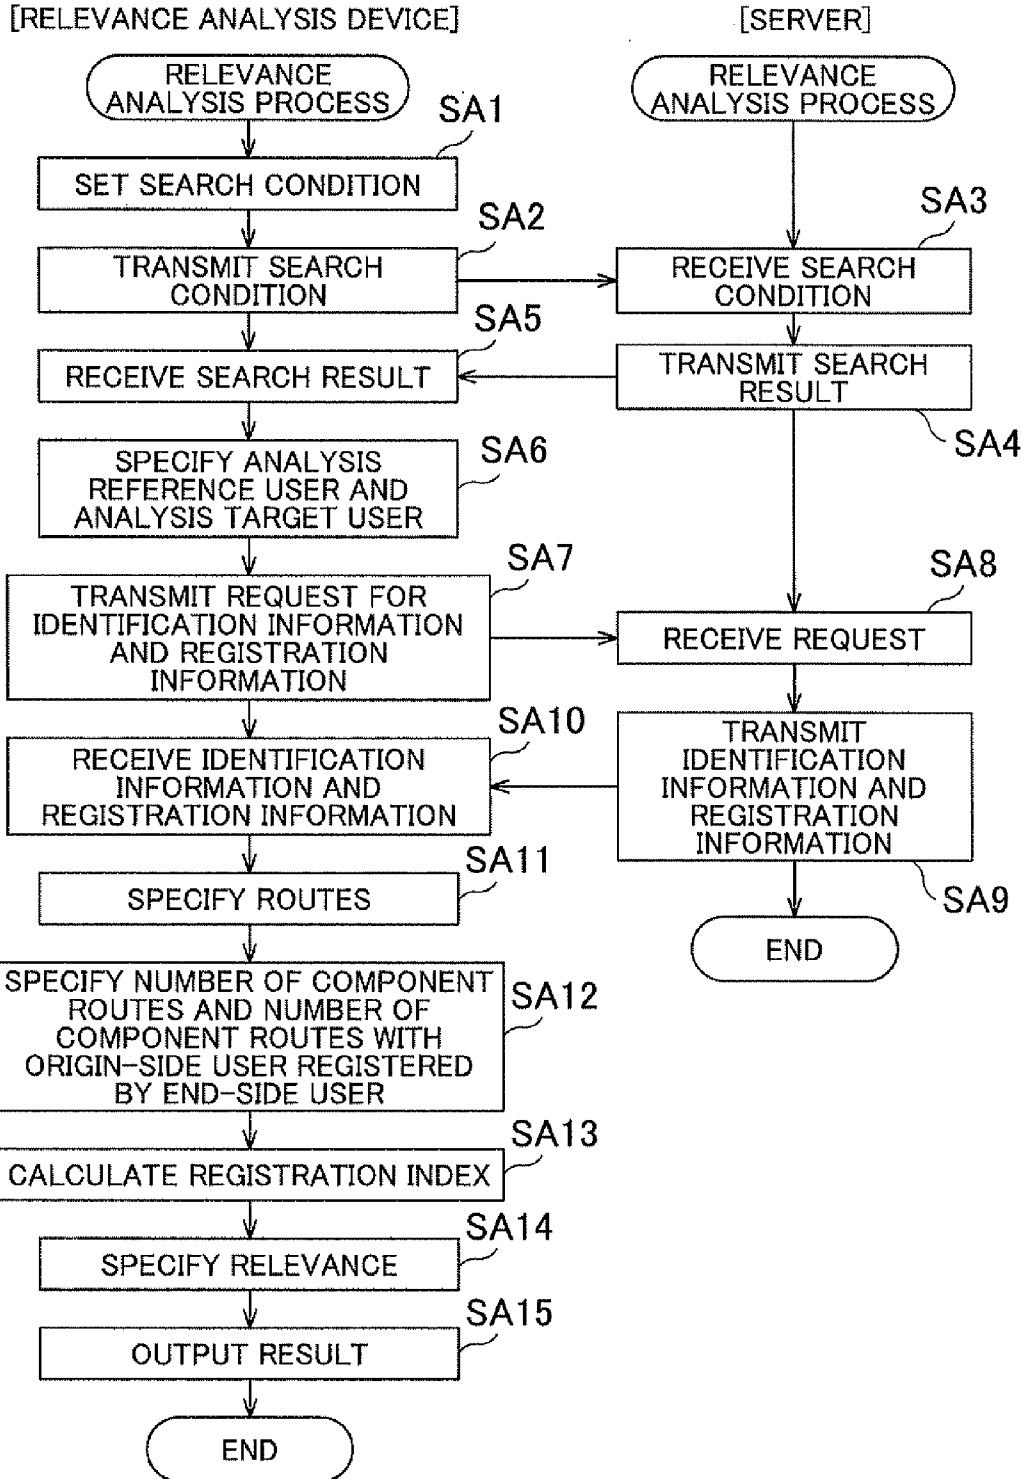 [RELEVANCE ANALYSIS DEVICE]
[SERVER]
RELEVANCE
ANALYSIS PROCESS
RELEVANCE
ANALYSIS PROCESS
SA1
SET SEARCH CONDITION
SA2
TRANSMIT SEARCH
CONDITION
SA3
RECEIVE SEARCH
CONDITION
SA5
RECEIVE SEARCH RESULT
TRANSMIT SEARCH
RESULT
SA4
SA6
SPECIFY ANALYSIS
REFERENCE USER AND
ANALYSIS TARGET USER
SA7
TRANSMIT REQUEST FOR
IDENTIFICATION INFORMATION
AND REGISTRATION
INFORMATION
SA8
RECEIVE REQUEST
SA10
RECEIVE IDENTIFICATION
INFORMATION AND
REGISTRATION INFORMATION
TRANSMIT
IDENTIFICATION
INFORMATION AND
REGISTRATION
INFORMATION
SA9
END
SA11
SPECIFY ROUTES
SA12
SPECIFY NUMBER OF COMPONENT
ROUTES AND NUMBER OF
COMPONENT ROUTES WITH
ORIGIN-SIDE USER REGISTERED
BY END-SIDE USER
SA13
CALCULATE REGISTRATION INDEX
SA14
SPECIFY RELEVANCE
SA15
OUTPUT RESULT
END